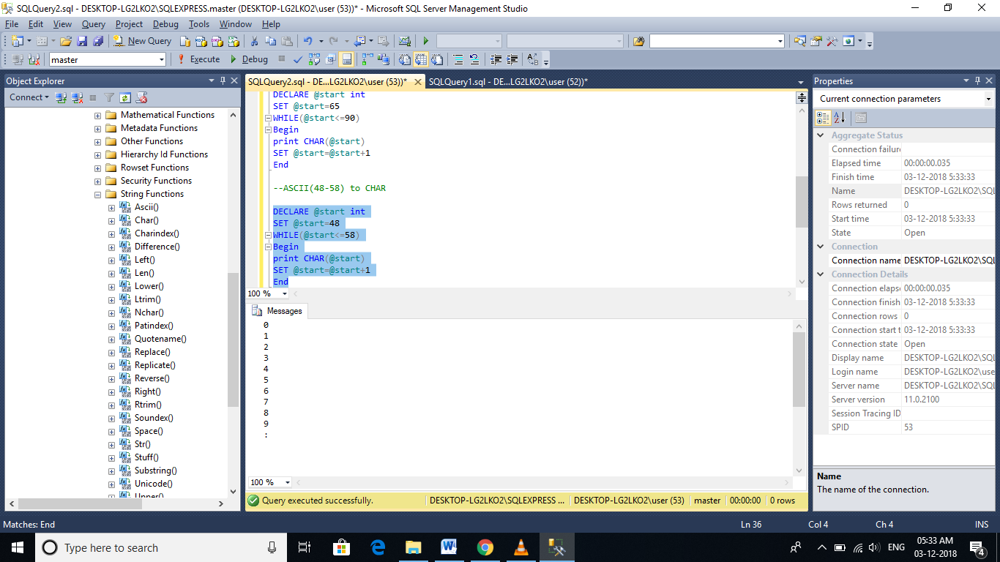 SQLQuery2.sql - DESKTOP-LG2LKO2\SQLEXPRESS.master (DESKTOP-LG2LKO2\user (53))* - Microsoft SQL Server Management Studio
File Edit View Query Project Debug Tools Window Help
New Query
master Execute Debug
Object Explorer
Connect
Mathematical Functions
Metadata Functions
Other Functions
Hierarchy Id Functions
Rowset Functions
Security Functions
String Functions
Ascii()
Char()
Charindex()
Difference()
Left()
Len()
Lower()
Ltrim()
Nchar()
Patindex()
Quotename()
Replace()
Replicate()
Reverse()
Right()
Rtrim()
Soundex()
Space()
Str()
Stuff()
Substring()
Unicode()
Upper()
SQLQuery2.sql - DE...LG2LKO2\user (53))* SQLQuery1.sql - DE...LG2LKO2\user (52))*
DECLARE @start int
SET @start=65
WHILE(@start<=90)
Begin
print CHAR(@start)
SET @start=@start+1
End
--ASCII(48-58) to CHAR
DECLARE @start int
SET @start=48
WHILE(@start<=58)
Begin
print CHAR(@start)
SET @start=@start+1
End
100 %
Messages
0
1
2
3
4
5
6
7
8
9
:
100 %
Query executed successfully. DESKTOP-LG2LKO2\SQLEXPRESS ... DESKTOP-LG2LKO2\user (53) master 00:00:00 0 rows
Properties
Current connection parameters
Aggregate Status
Connection failure
Elapsed time 00:00:00.035
Finish time 03-12-2018 5:33:33
Name DESKTOP-LG2LKO2\SQL
Rows returned 0
Start time 03-12-2018 5:33:33
State Open
Connection
Connection name DESKTOP-LG2LKO2\SQL
Connection Details
Connection elapse 00:00:00.035
Connection finish 03-12-2018 5:33:33
Connection rows 0
Connection start t 03-12-2018 5:33:33
Connection state Open
Display name DESKTOP-LG2LKO2\SQL
Login name DESKTOP-LG2LKO2\use
Server name DESKTOP-LG2LKO2\SQL
Server version 11.0.2100
Session Tracing ID
SPID 53
Name
The name of the connection.
Matches: End Ln 36 Col 4 Ch 4 INS
Type here to search
ENG
05:33 AM
03-12-2018
4